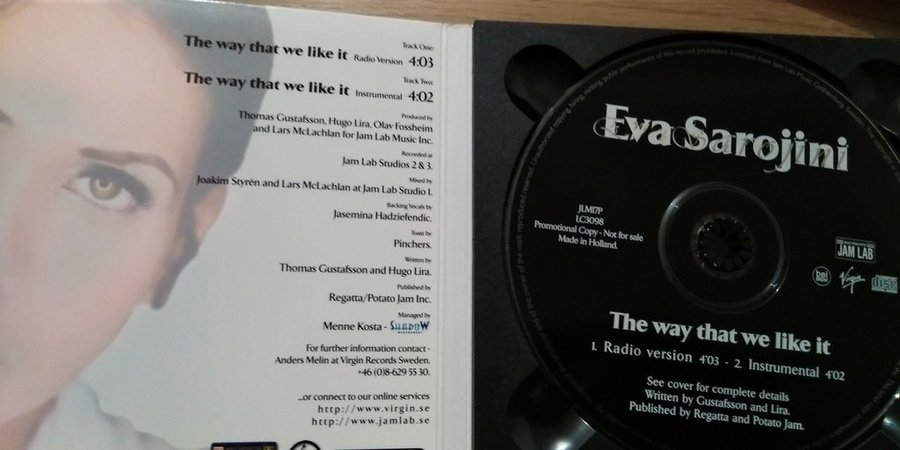 Track One:
The way that we like it Radio Version 4:03
Track Two:
The way that we like it Instrumental 4:02
Produced by
Thomas Gustafsson, Hugo Lira, Olav Fossheim
and Lars McLachlan for Jam Lab Music Inc.
Recorded at
Jam Lab Studios 2 & 3.
Mixed by
Joakim Styrén and Lars McLachlan at Jam Lab Studio 1.
Backing Vocals by
Jasemina Hadziefendic.
Toast by
Pinchers.
Written by
Thomas Gustafsson and Hugo Lira.
Published by
Regatta/Potato Jam Inc.
Managed by
Menne Kosta - SHADOW
For further information contact -
Anders Melin at Virgin Records Sweden.
+46 (0)8-629 55 30.
...or connect to our online services
http://www.virgin.se
http://www.jamlab.se
Eva Sarojini
JLM17P
LC3098
Promotional Copy - Not for sale
Made in Holland.
JAM LAB
bel
Virgin
disc
The way that we like it
1. Radio version 4'03 - 2. Instrumental 4'02
See cover for complete details
Written by Gustafsson and Lira.
Published by Regatta and Potato Jam.